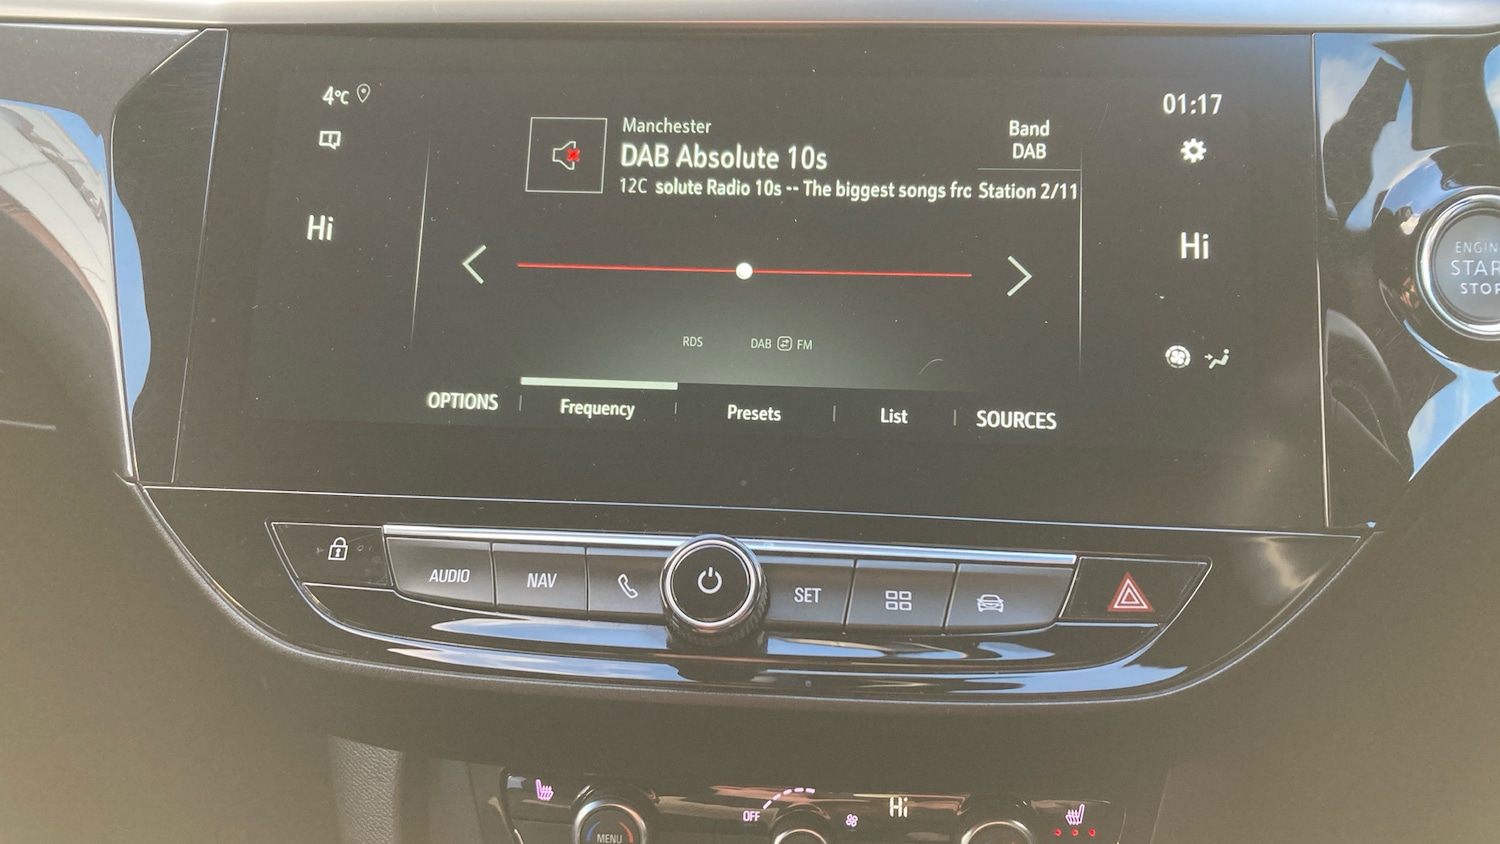 4°C
01:17
Manchester
DAB Absolute 10s
12C solute Radio 10s -- The biggest songs frc
Band
DAB
Station 2/11
Hi
Hi
RDS
DAB FM
OPTIONS
Frequency
Presets
List
SOURCES
ENGIN
STAR
STOP
AUDIO
NAV
SET
OFF
Hi
MENU